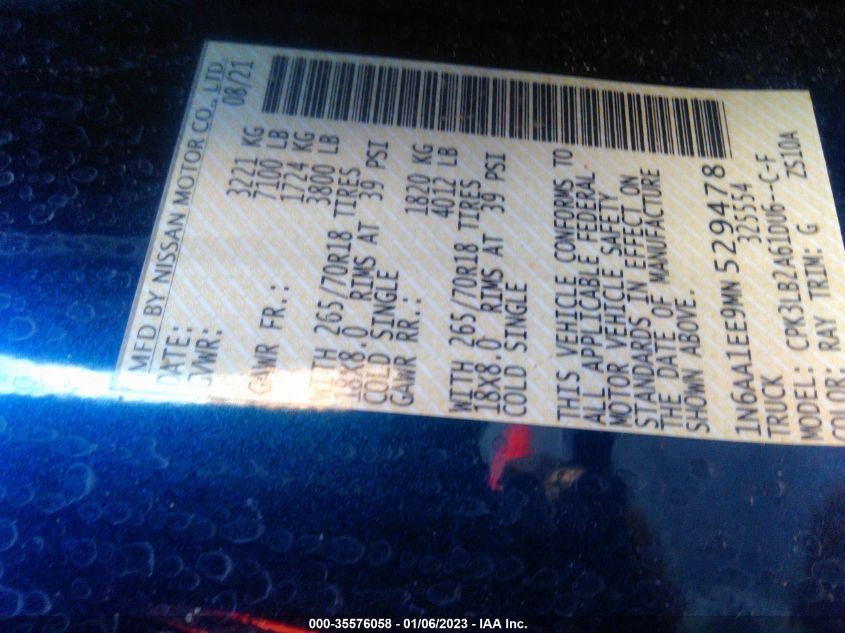 MFD BY NISSAN MOTOR CO., LTD.
DATE: 08/21
GVWR: 3221 KG
7100 LB
GAWR FR.: 1724 KG
3800 LB
WITH 265/70R18 TIRES
18X8.0 RIMS AT 39 PSI
COLD SINGLE
GAWR RR.: 1820 KG
4012 LB
WITH 265/70R18 TIRES
18X8.0 RIMS AT 39 PSI
COLD SINGLE
THIS VEHICLE CONFORMS TO
ALL APPLICABLE FEDERAL
MOTOR VEHICLE SAFETY
STANDARDS IN EFFECT ON
THE DATE OF MANUFACTURE
SHOWN ABOVE.
1N6AA1EE9MN529478
TRUCK 325554
MODEL: CPK3LB2A61DU6--C-F
COLOR: RAY TRIM: G ZS10A
000-35576058 - 01/06/2023 - IAA Inc.